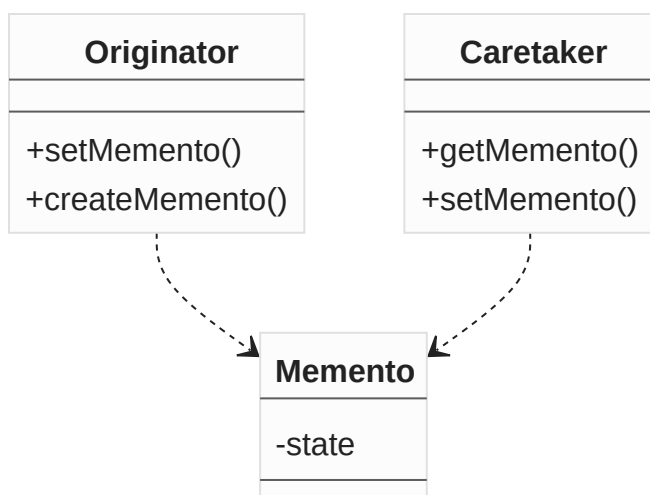 Originator
+setMemento()
+createMemento()
Caretaker
+getMemento()
+setMemento()
Memento
-state